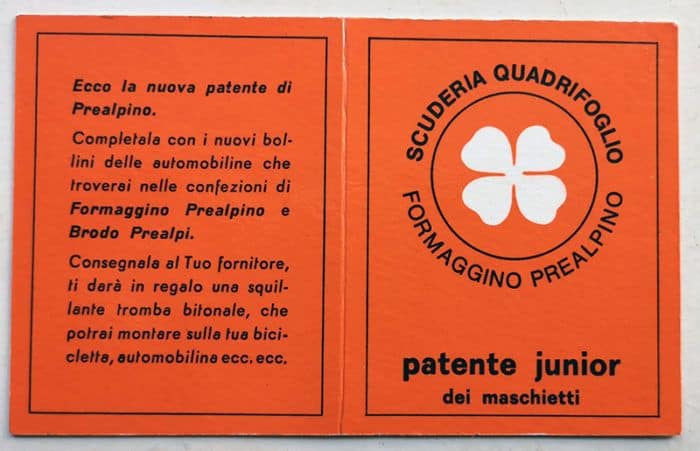 Ecco la nuova patente di
Prealpino.
Completala con i nuovi bol-
lini delle automobiline che
troverai nelle confezioni di
Formaggino Prealpino e
Brodo Prealpi.
Consegnala al Tuo fornitore,
ti darà in regalo una squil-
lante tromba bitonale, che
potrai montare sulla tua bici-
cletta, automobilina ecc. ecc.
SCUDERIA QUADRIFOGLIO
FORMAGGINO PREALPINO
patente junior
dei maschietti